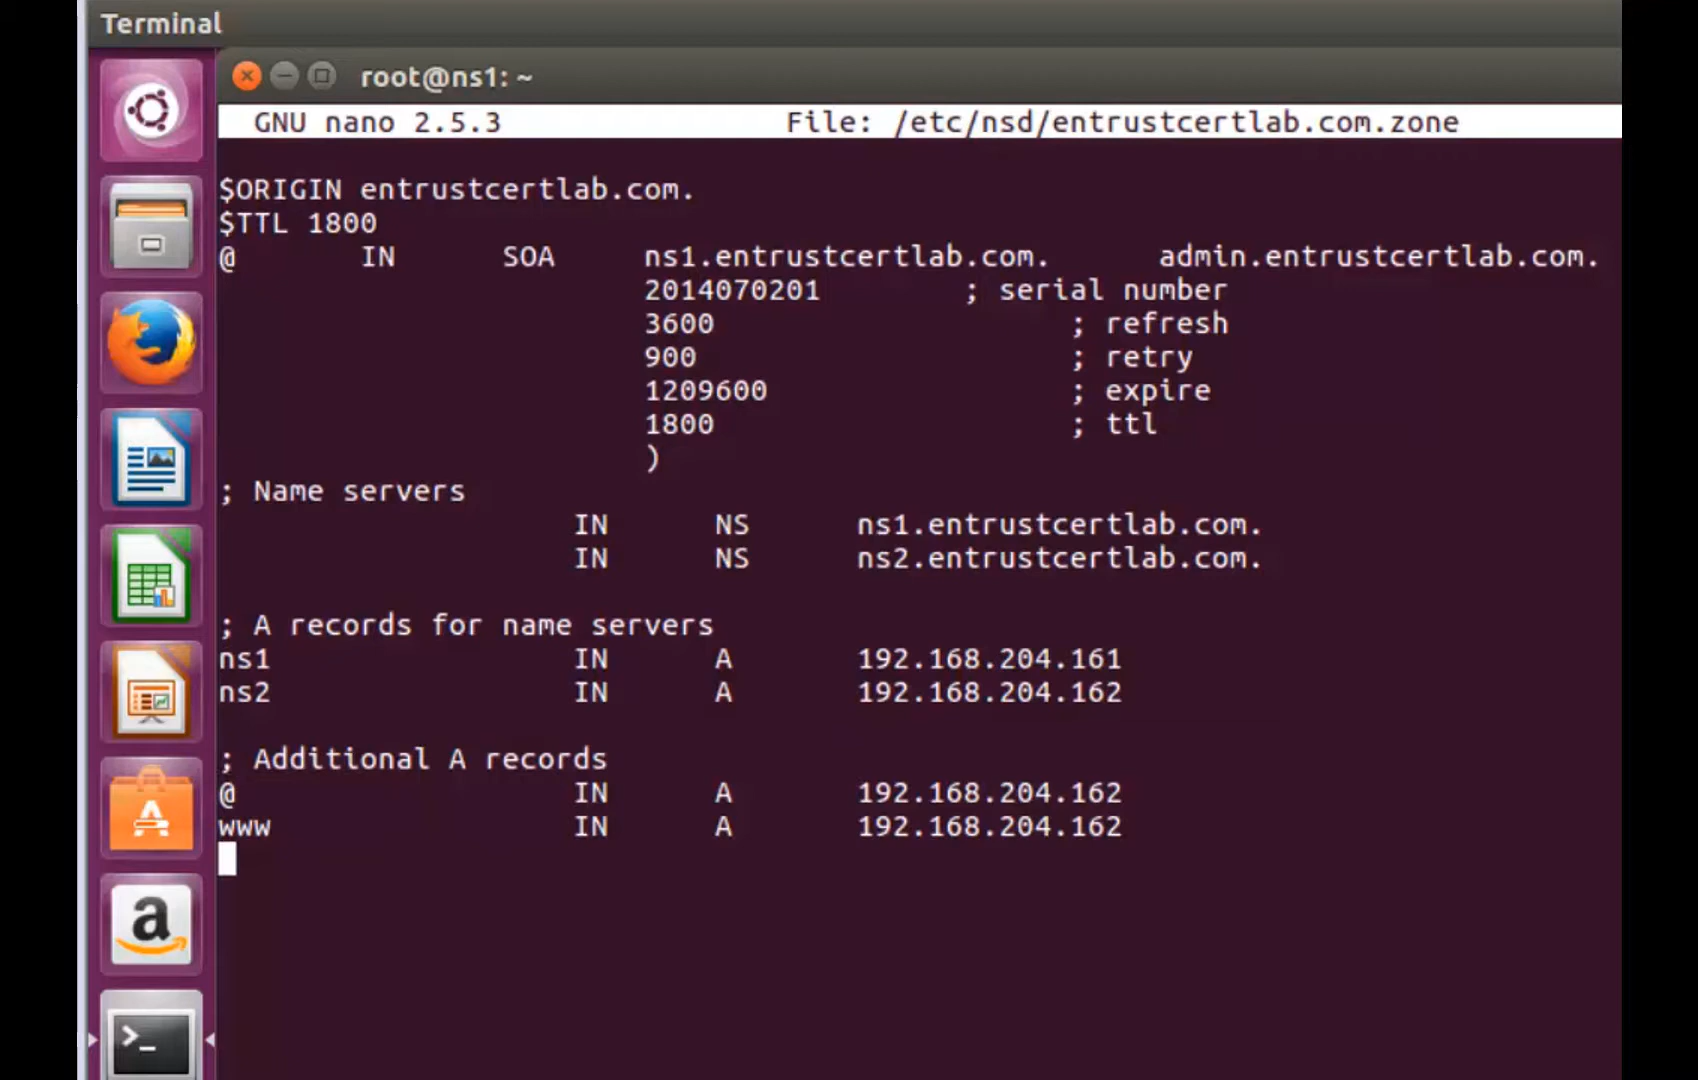 Terminal
root@ns1: ~
GNU nano 2.5.3 File: /etc/nsd/entrustcertlab.com.zone
$ORIGIN entrustcertlab.com.
$TTL 1800
@ IN SOA ns1.entrustcertlab.com. admin.entrustcertlab.com.
2014070201 ; serial number
3600 ; refresh
900 ; retry
1209600 ; expire
1800 ; ttl
)
; Name servers
IN NS ns1.entrustcertlab.com.
IN NS ns2.entrustcertlab.com.
; A records for name servers
ns1 IN A 192.168.204.161
ns2 IN A 192.168.204.162
; Additional A records
@ IN A 192.168.204.162
www IN A 192.168.204.162